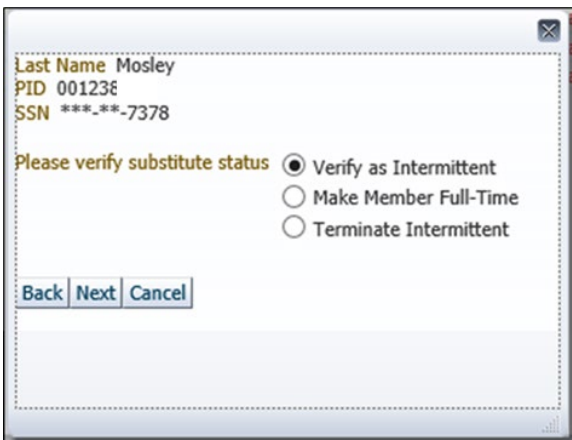 Last Name Mosley
PID 001238
SSN ***-**-7378
Please verify substitute status Verify as Intermittent
Make Member Full-Time
Terminate Intermittent
Back Next Cancel